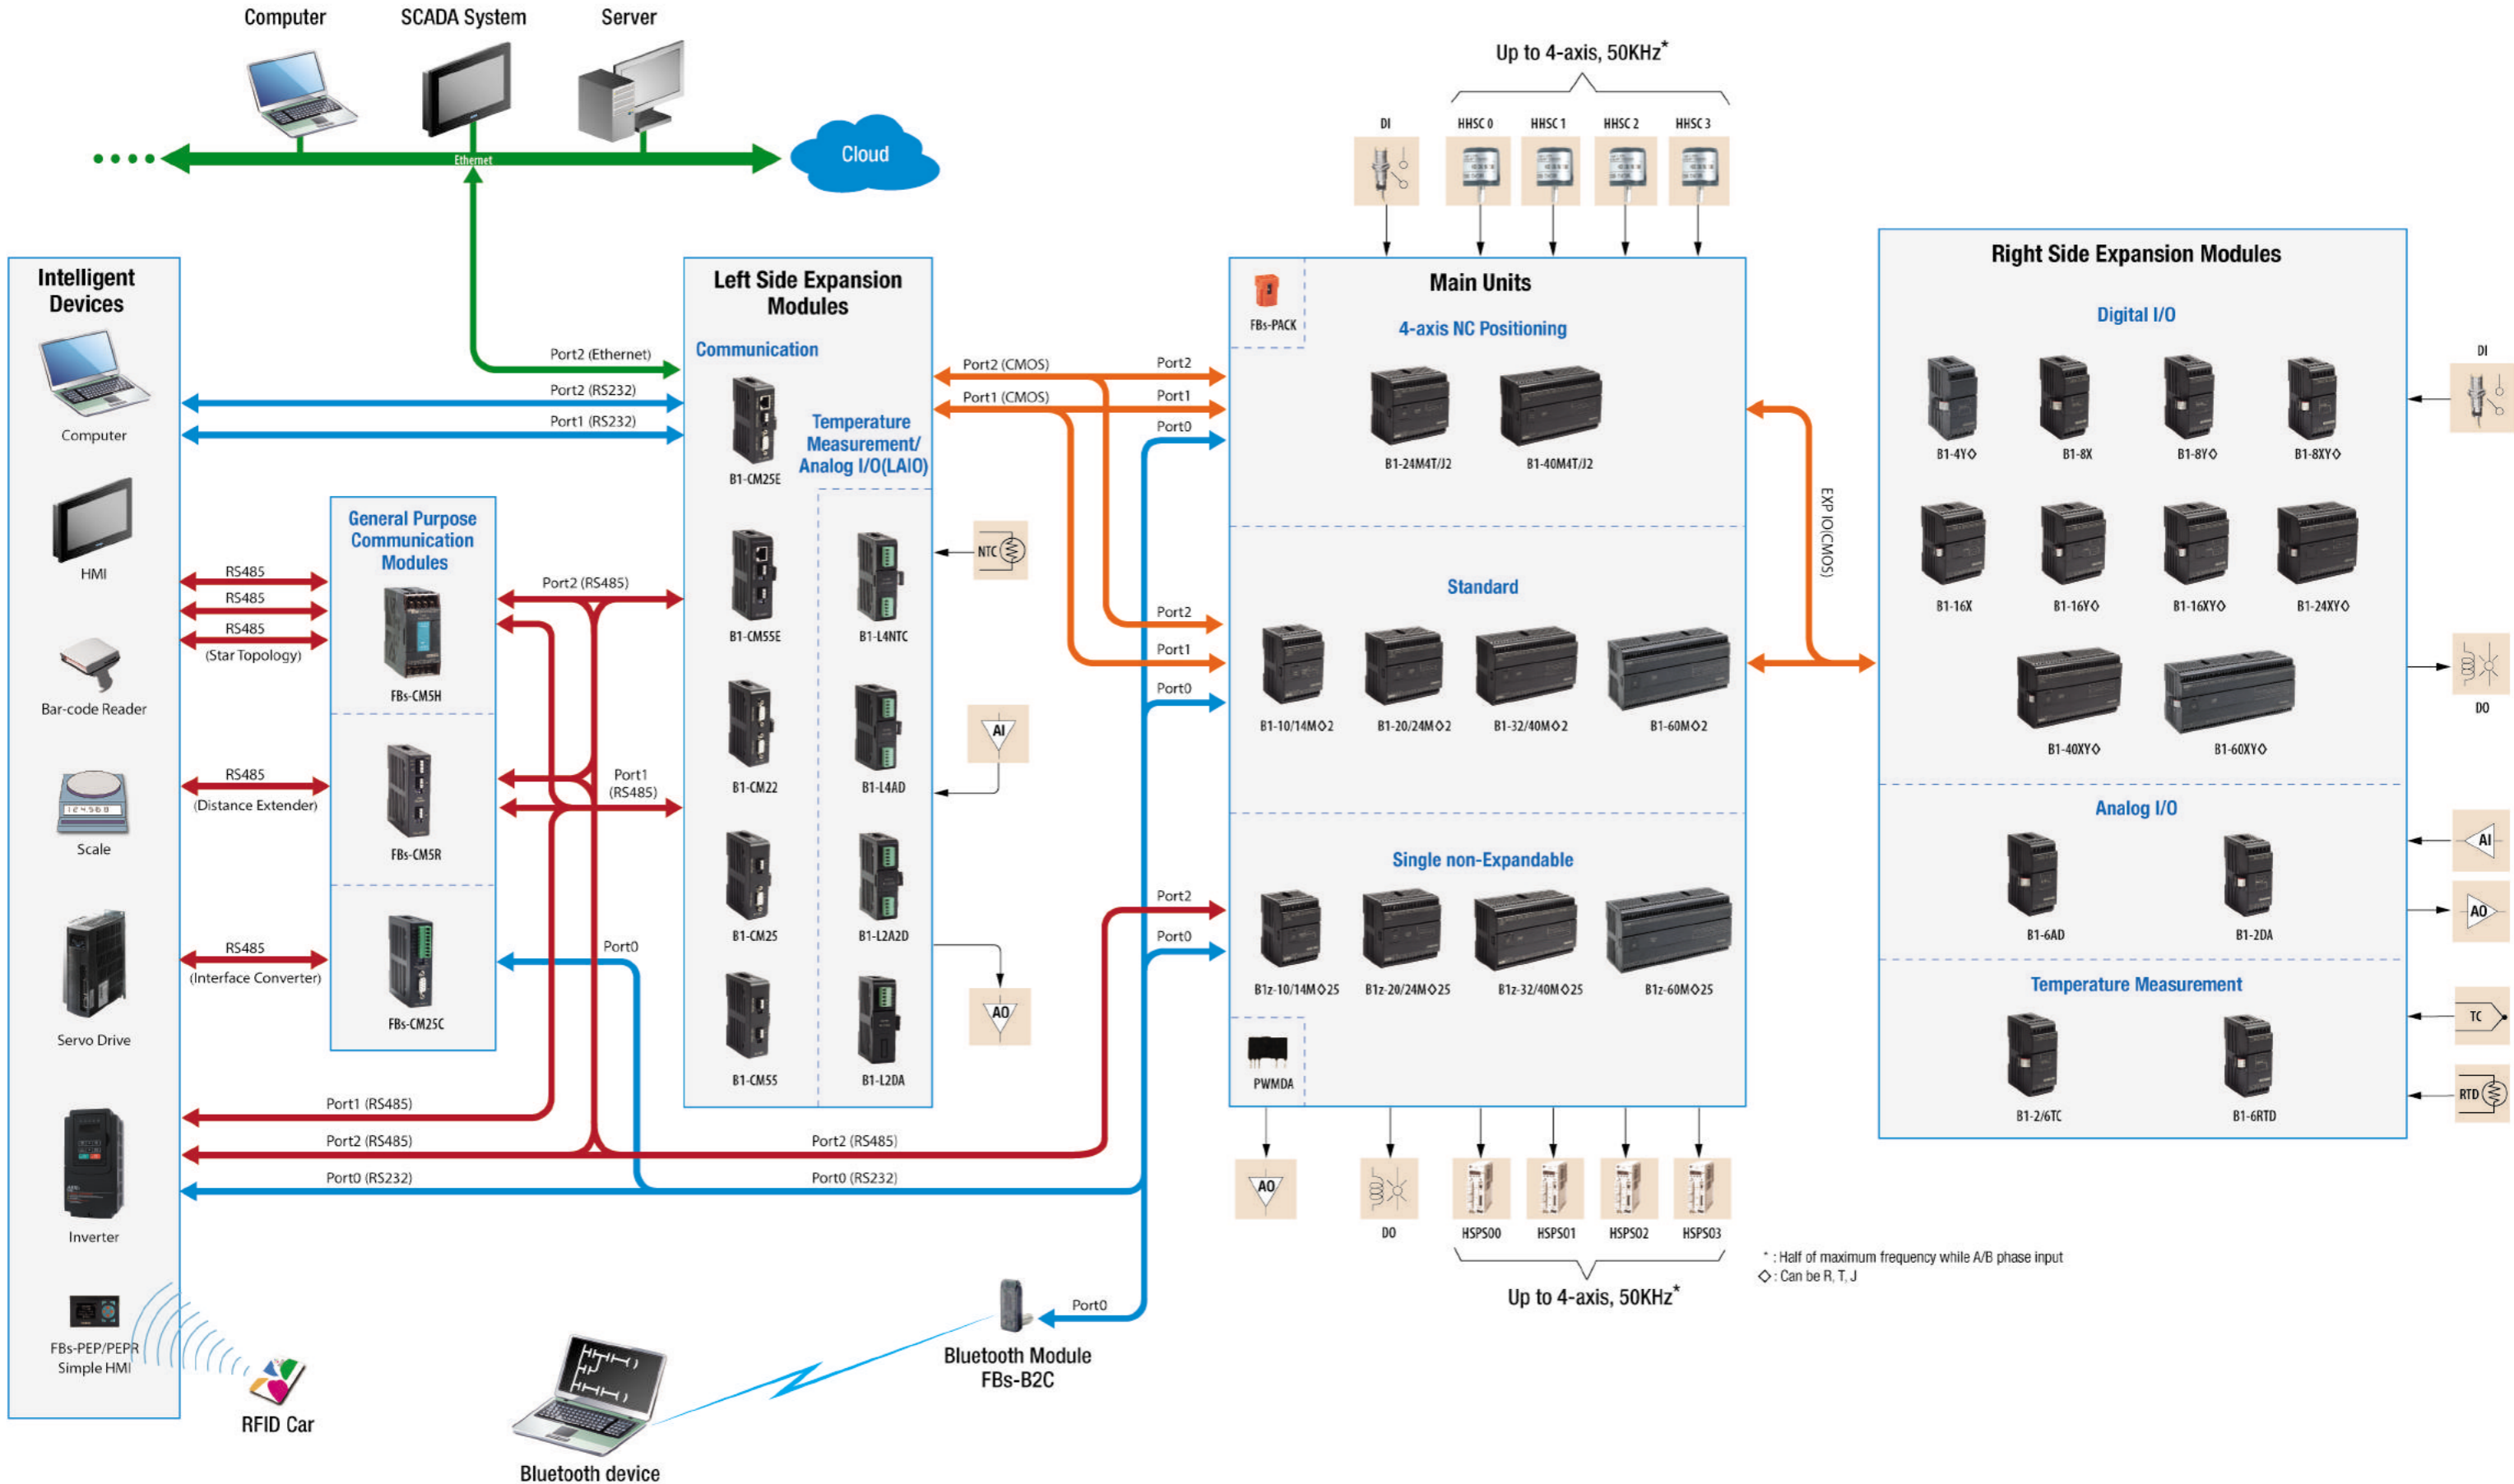 Computer
SCADA System
Server
Ethernet
Cloud
Up to 4-axis, 50KHz*
DI
HHSC 0
HHSC 1
HHSC 2
HHSC 3
Intelligent
Devices
Computer
HMI
Bar-code Reader
Scale
Servo Drive
Inverter
FBs-PEP/PEPR
Simple HMI
RFID Car
Port2 (Ethernet)
Port2 (RS232)
Port1 (RS232)
RS485
RS485
RS485
(Star Topology)
RS485
(Distance Extender)
RS485
(Interface Converter)
General Purpose
Communication
Modules
FBs-CM5H
FBs-CM5R
FBs-CM25C
Port2 (RS485)
Port1
(RS485)
Port0
Port1 (RS485)
Port2 (RS485)
Port0 (RS232)
Port2 (RS485)
Port0 (RS232)
Left Side Expansion
Modules
Communication
B1-CM25E
B1-CM55E
B1-CM22
B1-CM25
B1-CM55
Temperature
Measurement/
Analog I/O(LAIO)
B1-L4NTC
B1-L4AD
B1-L2A2D
B1-L2DA
NTC
AI
AO
Port2 (CMOS)
Port1 (CMOS)
Port2
Port1
Port0
Port2
Port1
Port0
Port2
Port0
Port0
Bluetooth Module
FBs-B2C
Bluetooth device
Main Units
FBs-PACK
4-axis NC Positioning
B1-24M4T/J2
B1-40M4T/J2
Standard
B1-10/14M◇2
B1-20/24M◇2
B1-32/40M◇2
B1-60M◇2
Single non-Expandable
B1z-10/14M◇25
B1z-20/24M◇25
B1z-32/40M◇25
B1z-60M◇25
PWMDA
AO
DO
HSPSO0
HSPSO1
HSPSO2
HSPSO3
Up to 4-axis, 50KHz*
EXP IO(CMOS)
Right Side Expansion Modules
Digital I/O
B1-4Y◇
B1-8X
B1-8Y◇
B1-8XY◇
B1-16X
B1-16Y◇
B1-16XY◇
B1-24XY◇
B1-40XY◇
B1-60XY◇
Analog I/O
B1-6AD
B1-2DA
Temperature Measurement
B1-2/6TC
B1-6RTD
DI
DO
AI
AO
TC
RTD
* : Half of maximum frequency while A/B phase input
◇ : Can be R, T, J